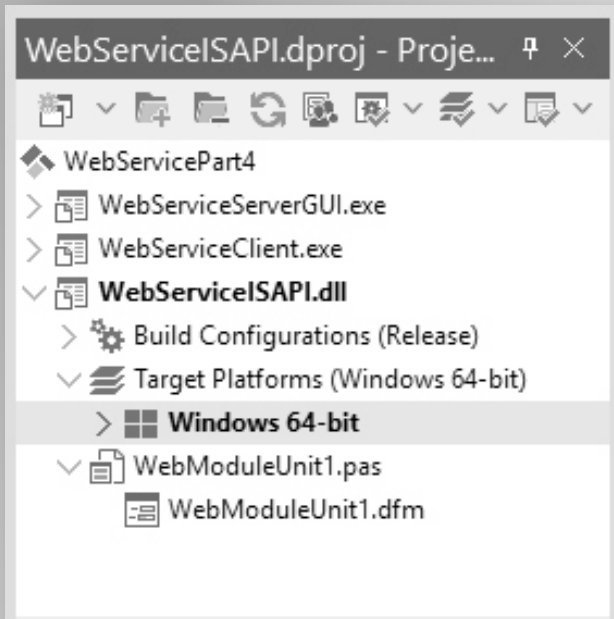 WebServiceISAPI.dproj - Proje...
WebServicePart4
WebServiceServerGUI.exe
WebServiceClient.exe
WebServiceISAPI.dll
Build Configurations (Release)
Target Platforms (Windows 64-bit)
Windows 64-bit
WebModuleUnit1.pas
WebModuleUnit1.dfm